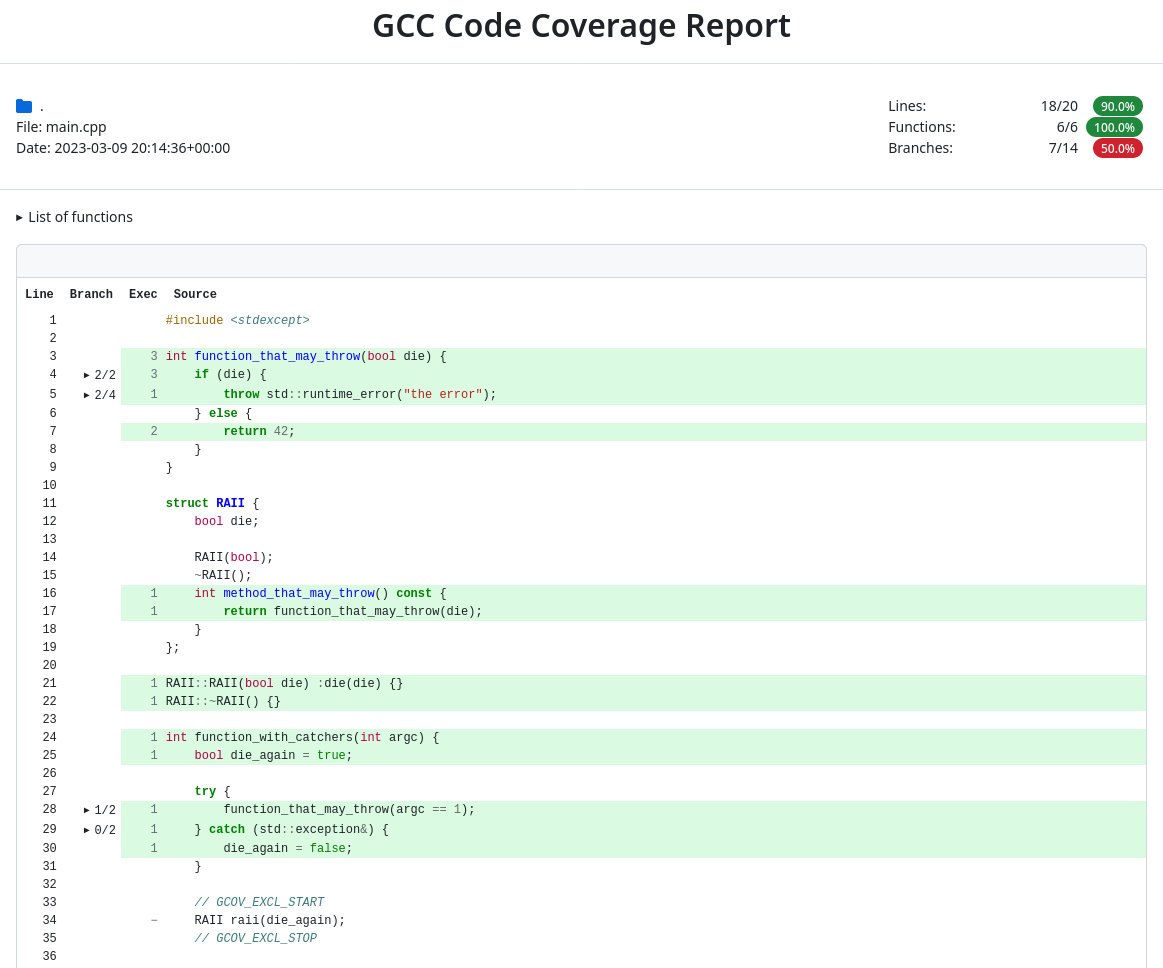 GCC Code Coverage Report
.
File: main.cpp
Date: 2023-03-09 20:14:36+00:00
Lines: 18/20 90.0%
Functions: 6/6 100.0%
Branches: 7/14 50.0%
▸ List of functions
Line Branch Exec Source
1 #include <stdexcept>
2
3 3 int function_that_may_throw(bool die) {
4 ▸ 2/2 3 if (die) {
5 ▸ 2/4 1 throw std::runtime_error("the error");
6 } else {
7 2 return 42;
8 }
9 }
10
11 struct RAII {
12 bool die;
13
14 RAII(bool);
15 ~RAII();
16 1 int method_that_may_throw() const {
17 1 return function_that_may_throw(die);
18 }
19 };
20
21 1 RAII::RAII(bool die) :die(die) {}
22 1 RAII::~RAII() {}
23
24 1 int function_with_catchers(int argc) {
25 1 bool die_again = true;
26
27 try {
28 ▸ 1/2 1 function_that_may_throw(argc == 1);
29 ▸ 0/2 1 } catch (std::exception&) {
30 1 die_again = false;
31 }
32
33 // GCOV_EXCL_START
34 − RAII raii(die_again);
35 // GCOV_EXCL_STOP
36